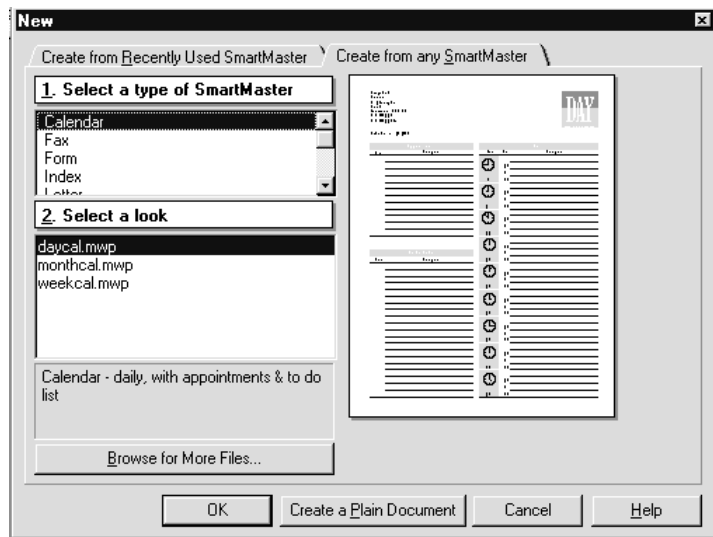 New
Create from Recently Used SmartMaster
Create from any SmartMaster
1. Select a type of SmartMaster
Calendar
Fax
Form
Index
Letter
2. Select a look
daycal.mwp
monthcal.mwp
weekcal.mwp
Calendar - daily, with appointments & to do
list
Browse for More Files...
DAY
OK
Create a Plain Document
Cancel
Help